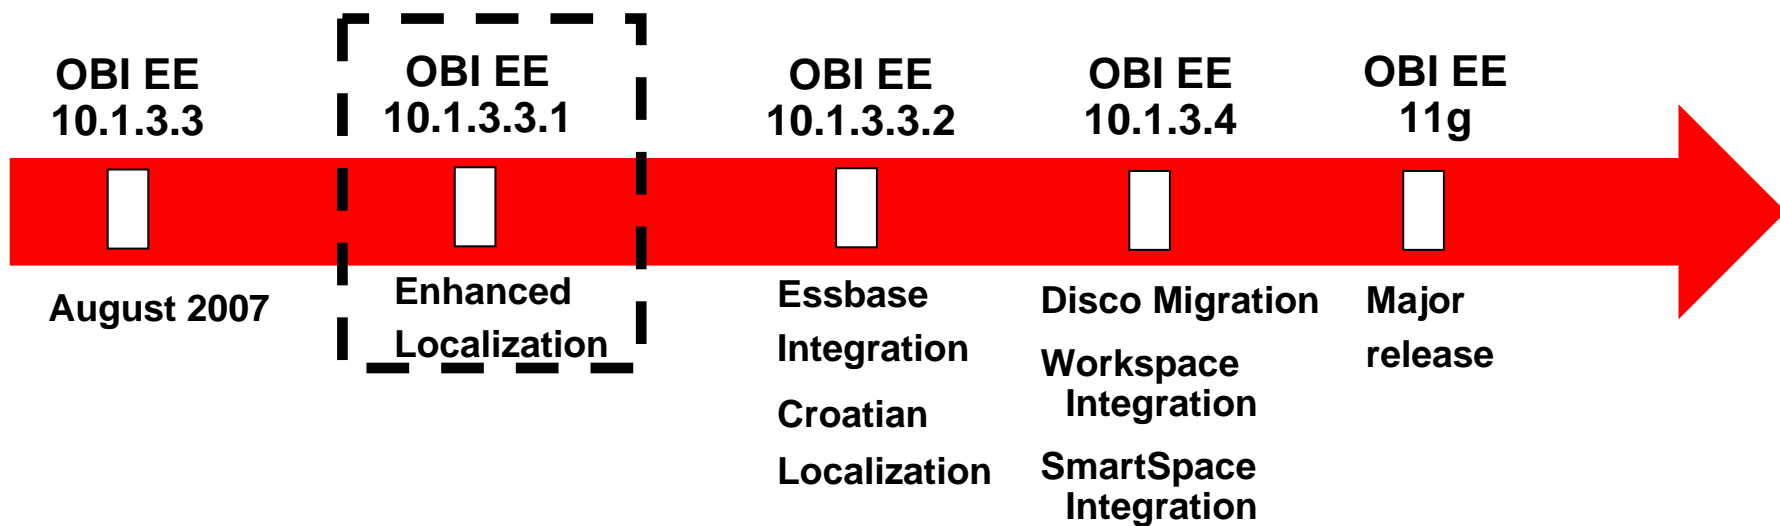 OBI EE
10.1.3.3
August 2007
OBI EE
10.1.3.3.1
Enhanced
Localization
OBI EE
10.1.3.3.2
Essbase
Integration
Croatian
Localization
OBI EE
10.1.3.4
Disco Migration
Workspace
Integration
SmartSpace
Integration
OBI EE
11g
Major
release